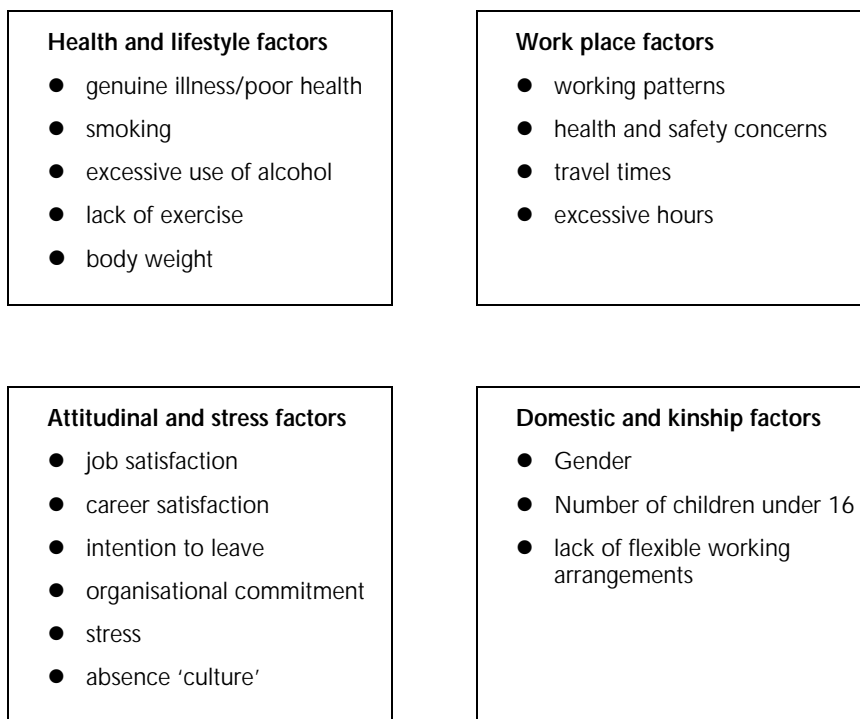 Health and lifestyle factors
● genuine illness/poor health
● smoking
● excessive use of alcohol
● lack of exercise
● body weight
Work place factors
● working patterns
● health and safety concerns
● travel times
● excessive hours
Attitudinal and stress factors
● job satisfaction
● career satisfaction
● intention to leave
● organisational commitment
● stress
● absence ‘culture’
Domestic and kinship factors
● Gender
● Number of children under 16
● lack of flexible working
arrangements